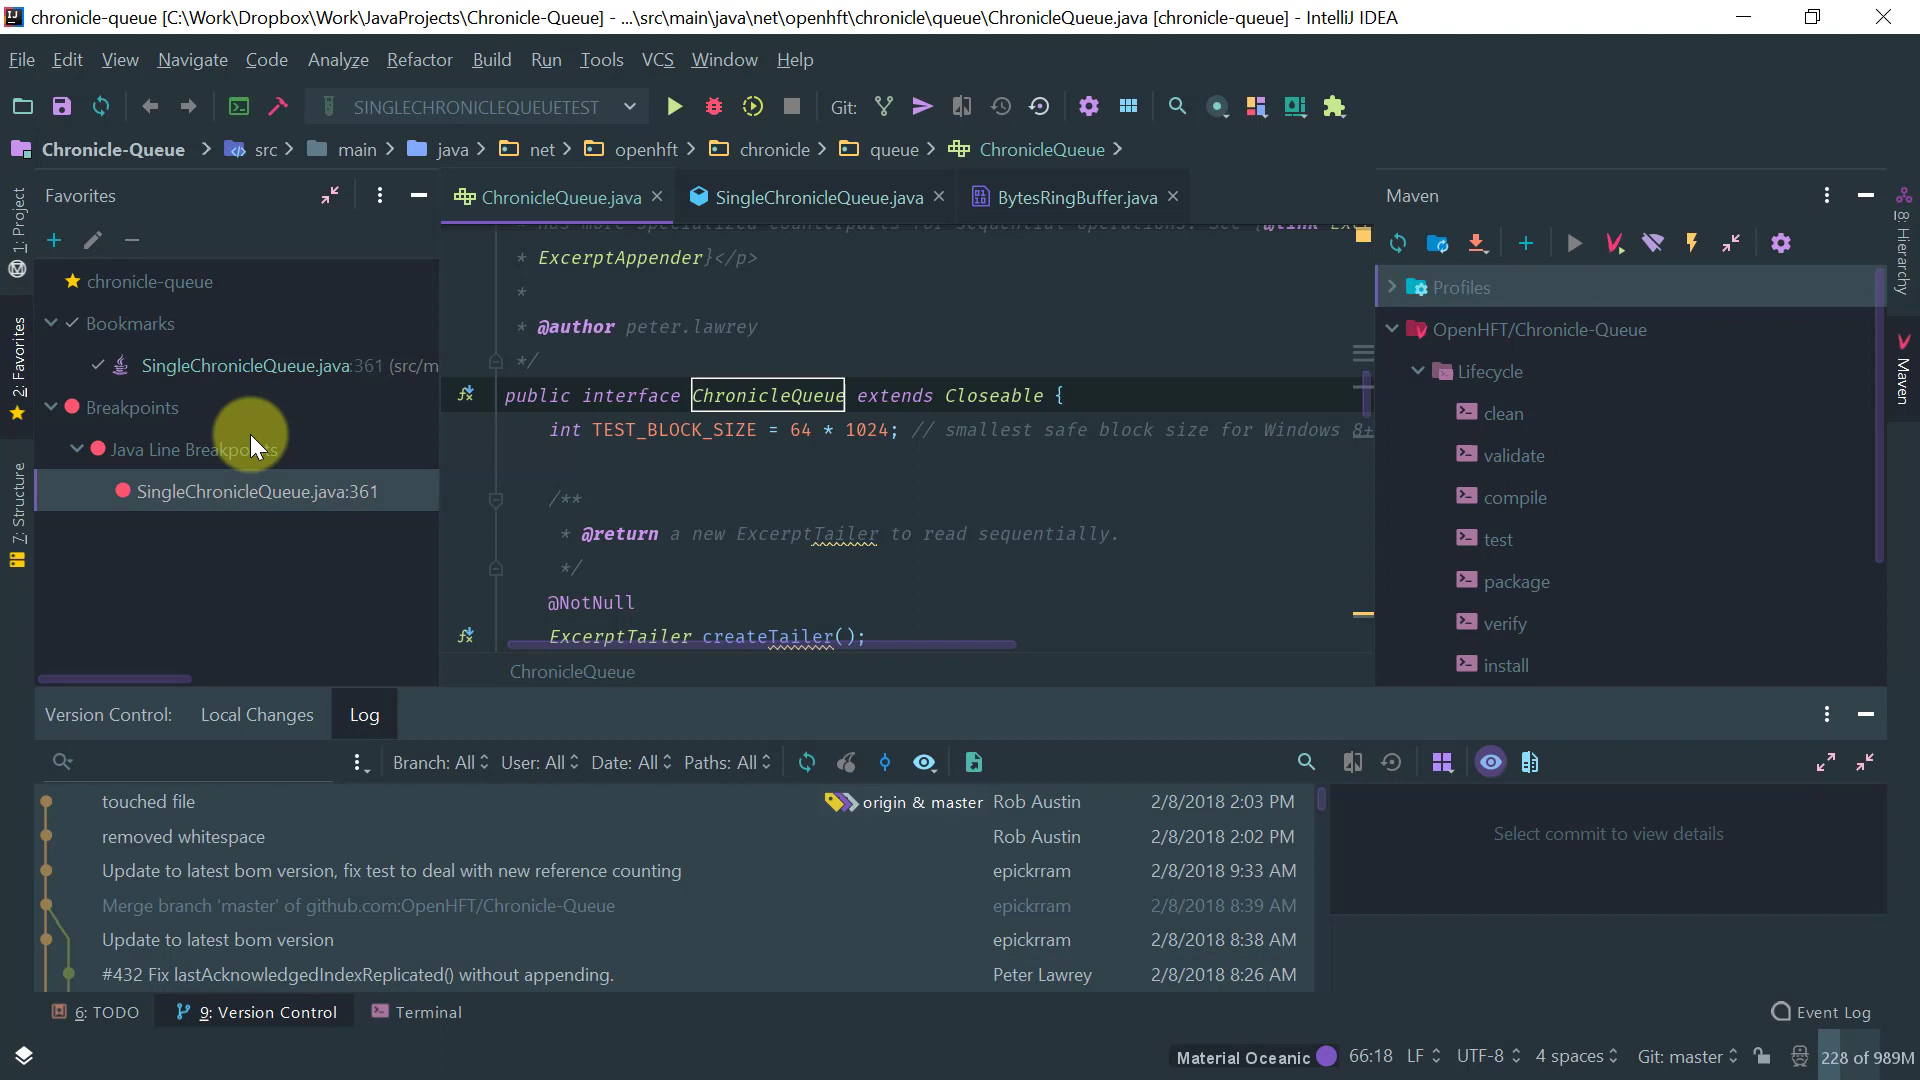 chronicle-queue [C:\Work\Dropbox\Work\JavaProjects\Chronicle-Queue] - ...\src\main\java\net\openhft\chronicle\queue\ChronicleQueue.java [chronicle-queue] - IntelliJ IDEA
File Edit View Navigate Code Analyze Refactor Build Run Tools VCS Window Help
SINGLECHRONICLEQUEUETEST Git:
Chronicle-Queue src main java net openhft chronicle queue ChronicleQueue
1: Project
2: Favorites
7: Structure
Favorites
chronicle-queue
Bookmarks
SingleChronicleQueue.java:361 (src/m
Breakpoints
Java Line Breakpoints
SingleChronicleQueue.java:361
ChronicleQueue.java SingleChronicleQueue.java BytesRingBuffer.java
* has more specialized counterparts for sequential operations. See {@link Exc
* ExcerptAppender}</p>
*
* @author peter.lawrey
*/
public interface ChronicleQueue extends Closeable {
int TEST_BLOCK_SIZE = 64 * 1024; // smallest safe block size for Windows 8+
/**
* @return a new ExcerptTailer to read sequentially.
*/
@NotNull
ExcerptTailer createTailer();
ChronicleQueue
Maven
Profiles
OpenHFT/Chronicle-Queue
Lifecycle
clean
validate
compile
test
package
verify
install
8: Hierarchy
Maven
Version Control: Local Changes Log
Branch: All User: All Date: All Paths: All
touched file origin & master Rob Austin 2/8/2018 2:03 PM
removed whitespace Rob Austin 2/8/2018 2:02 PM
Update to latest bom version, fix test to deal with new reference counting epickrram 2/8/2018 9:33 AM
Merge branch 'master' of github.com:OpenHFT/Chronicle-Queue epickrram 2/8/2018 8:39 AM
Update to latest bom version epickrram 2/8/2018 8:38 AM
#432 Fix lastAcknowledgedIndexReplicated() without appending. Peter Lawrey 2/8/2018 8:26 AM
Select commit to view details
6: TODO 9: Version Control Terminal Event Log
Material Oceanic 66:18 LF UTF-8 4 spaces Git: master 228 of 989M